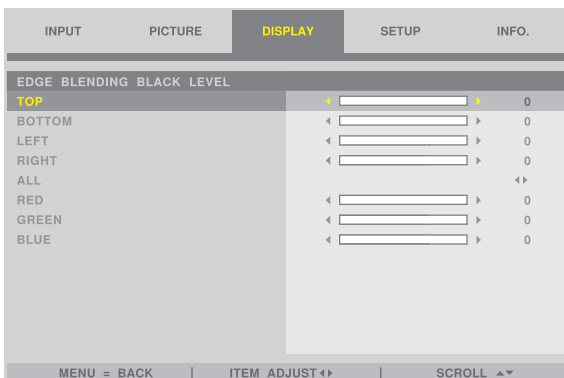 INPUT PICTURE DISPLAY SETUP INFO.
EDGE BLENDING BLACK LEVEL
TOP 0
BOTTOM 0
LEFT 0
RIGHT 0
ALL
RED 0
GREEN 0
BLUE 0
MENU = BACK | ITEM ADJUST | SCROLL